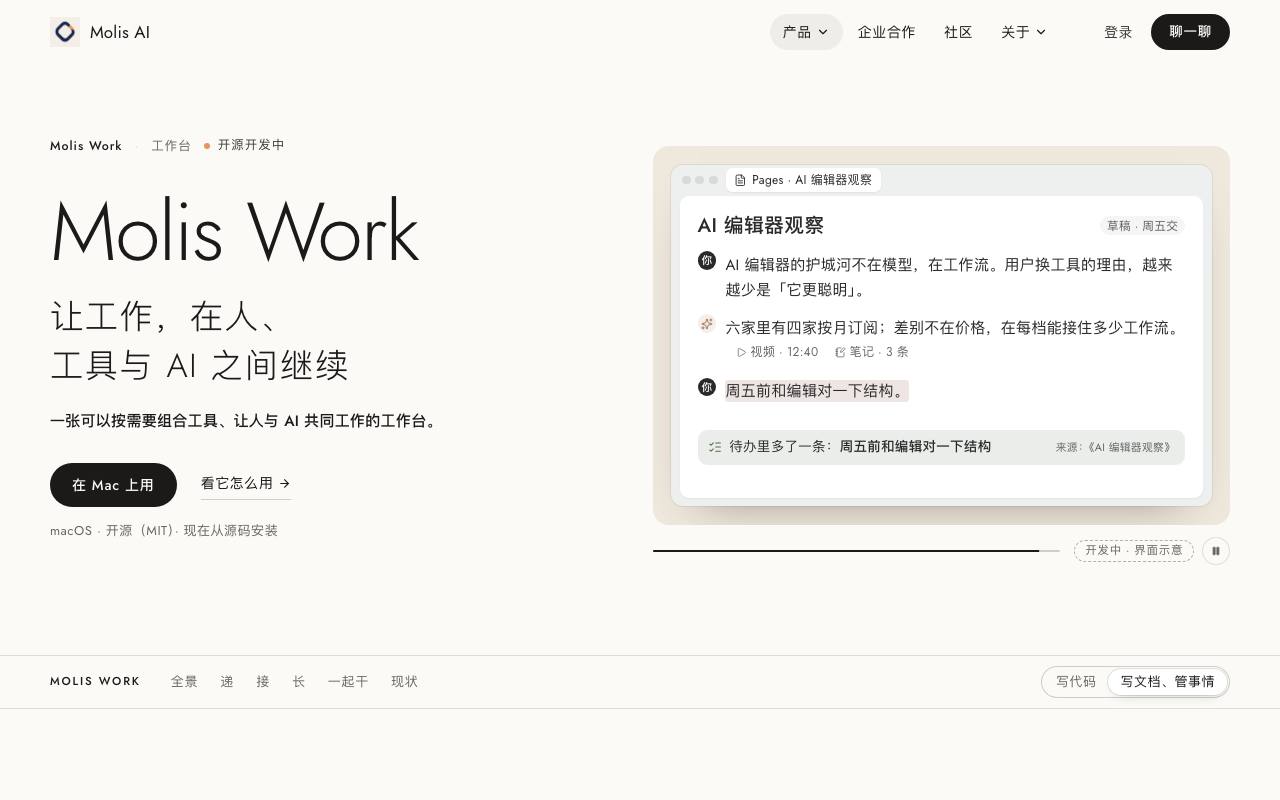 Molis AI
产品
企业合作
社区
关于
登录
聊一聊
Molis Work · 工作台 开源开发中
Molis Work
让工作，在人、
工具与 AI 之间继续
一张可以按需要组合工具、让人与 AI 共同工作的工作台。
在 Mac 上用
看它怎么用 →
macOS · 开源（MIT）· 现在从源码安装
Pages · AI 编辑器观察
AI 编辑器观察
草稿 · 周五交
你
AI 编辑器的护城河不在模型，在工作流。用户换工具的理由，越来
越少是「它更聪明」。
六家里有四家按月订阅；差别不在价格，在每档能接住多少工作流。
视频 · 12:40
笔记 · 3 条
你
周五前和编辑对一下结构。
待办里多了一条：周五前和编辑对一下结构
来源：《AI 编辑器观察》
开发中 · 界面示意
MOLIS WORK
全景
递
接
长
一起干
现状
写代码
写文档、管事情